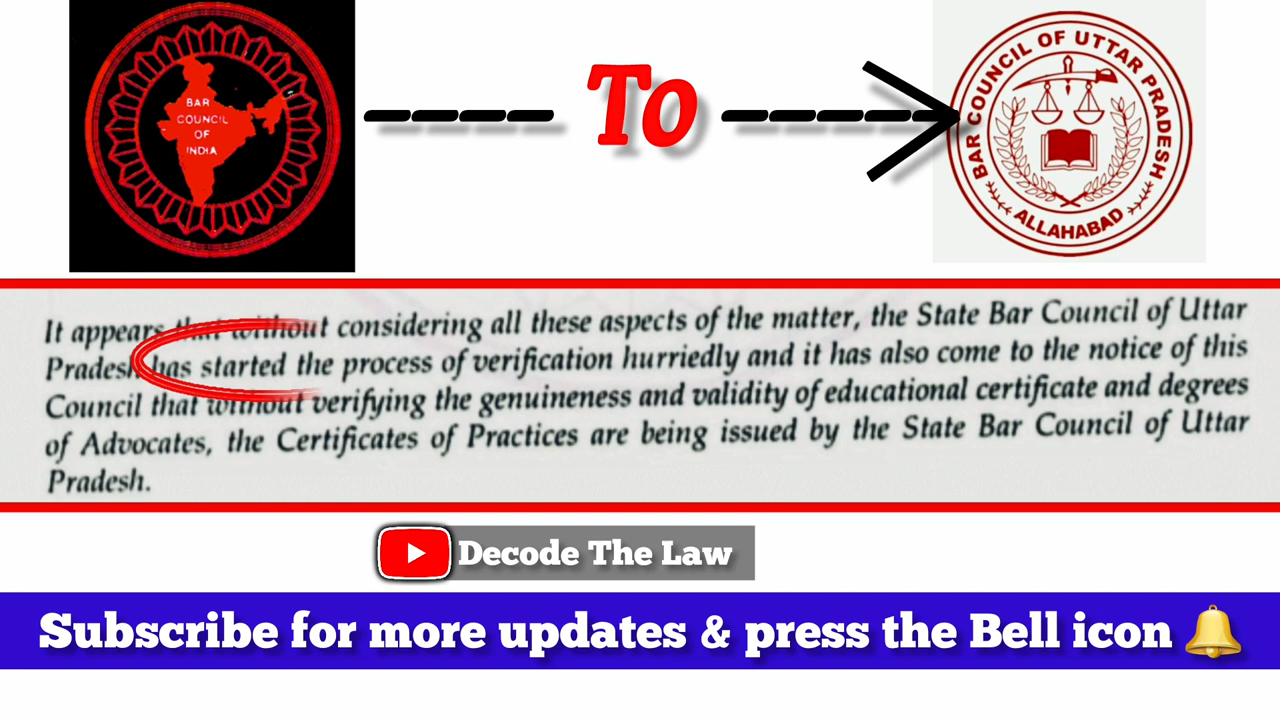 BAR
COUNCIL
OF
INDIA
To
BAR COUNCIL OF UTTAR PRADESH
ALLAHABAD
It appears that without considering all these aspects of the matter, the State Bar Council of Uttar
Pradesh has started the process of verification hurriedly and it has also come to the notice of this
Council that without verifying the genuineness and validity of educational certificate and degrees
of Advocates, the Certificates of Practices are being issued by the State Bar Council of Uttar
Pradesh.
Decode The Law
Subscribe for more updates & press the Bell icon